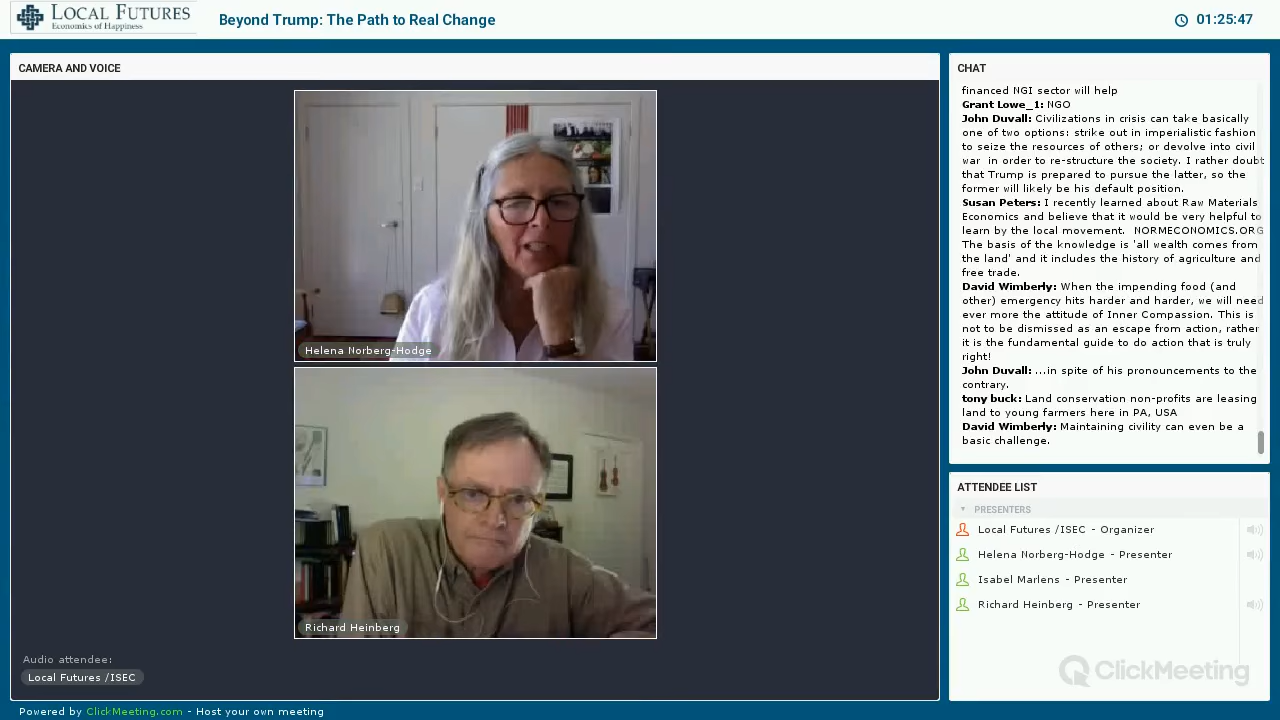 LOCAL FUTURES
Economics of Happiness
Beyond Trump: The Path to Real Change
01:25:47
CAMERA AND VOICE
Helena Norberg-Hodge
Richard Heinberg
Audio attendee:
Local Futures /ISEC
CHAT
financed NGI sector will help
Grant Lowe_1: NGO
John Duvall: Civilizations in crisis can take basically
one of two options: strike out in imperialistic fashion
to seize the resources of others; or devolve into civil
war in order to re-structure the society. I rather doubt
that Trump is prepared to pursue the latter, so the
former will likely be his default position.
Susan Peters: I recently learned about Raw Materials
Economics and believe that it would be very helpful to
learn by the local movement. NORMECONOMICS.ORG
The basis of the knowledge is 'all wealth comes from
the land' and it includes the history of agriculture and
free trade.
David Wimberly: When the impending food (and
other) emergency hits harder and harder, we will need
ever more the attitude of Inner Compassion. This is
not to be dismissed as an escape from action, rather
it is the fundamental guide to do action that is truly
right!
John Duvall: ...in spite of his pronouncements to the
contrary.
tony buck: Land conservation non-profits are leasing
land to young farmers here in PA, USA
David Wimberly: Maintaining civility can even be a
basic challenge.
ATTENDEE LIST
PRESENTERS
Local Futures /ISEC - Organizer
Helena Norberg-Hodge - Presenter
Isabel Marlens - Presenter
Richard Heinberg - Presenter
ClickMeeting
Powered by ClickMeeting.com - Host your own meeting